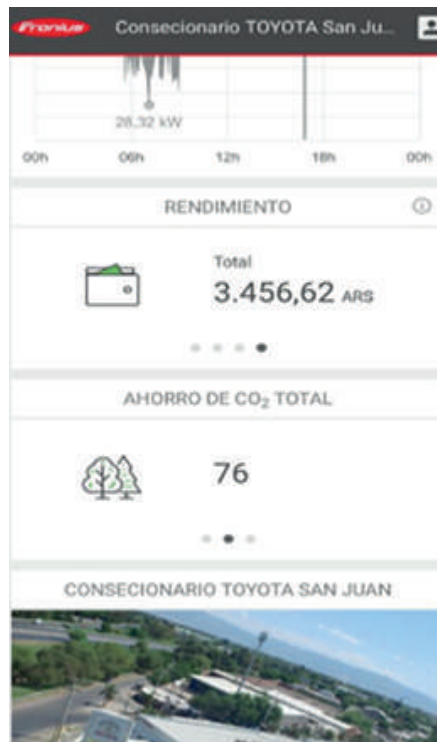 Fronius Consecionario TOYOTA San Ju...
28,32 kW
00h 06h 12h 18h 00h
RENDIMIENTO
Total
3.456,62 ARS
AHORRO DE CO₂ TOTAL
76
CONSECIONARIO TOYOTA SAN JUAN